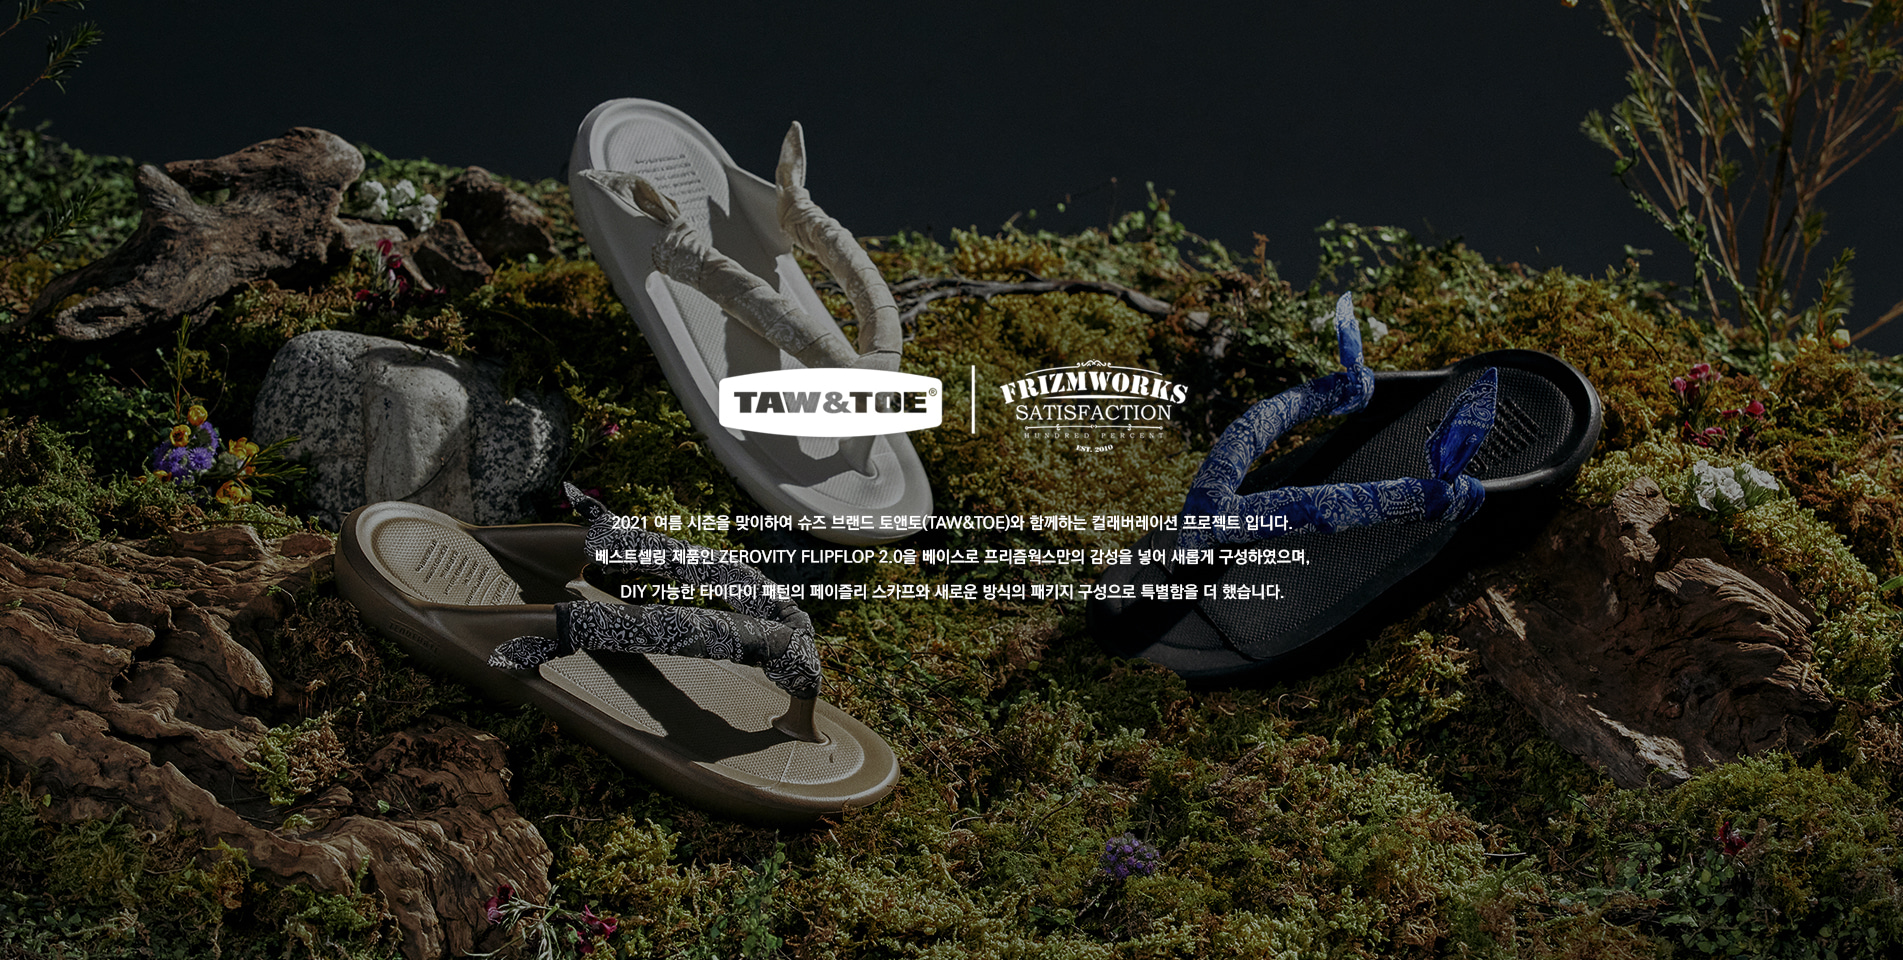 TAW&TOE®
FRIZMWORKS
SATISFACTION
HUNDRED PERCENT
EST. 2010
2021 여름 시즌을 맞이하여 슈즈 브랜드 토앤토(TAW&TOE)와 함께하는 컬래버레이션 프로젝트 입니다.
베스트셀링 제품인 ZEROVITY FLIPFLOP 2.0을 베이스로 프리즘웍스만의 감성을 넣어 새롭게 구성하였으며,
DIY 가능한 타이다이 패턴의 페이즐리 스카프와 새로운 방식의 패키지 구성으로 특별함을 더 했습니다.